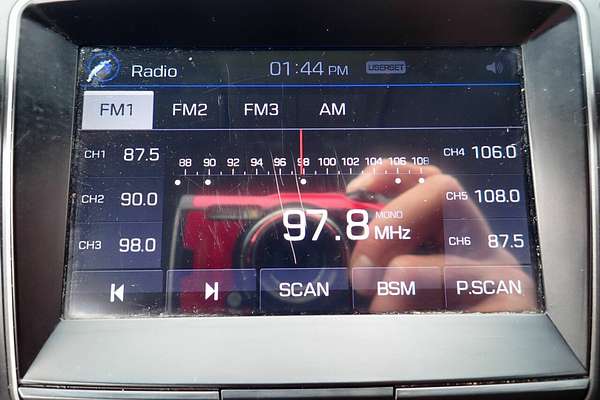 Radio 01:44 PM USERSET
FM1 FM2 FM3 AM
88 90 92 94 96 98 100 102 104 106 108
CH1 87.5
CH2 90.0
CH3 98.0
97.8 MONO MHz
CH4 106.0
CH5 108.0
CH6 87.5
SCAN BSM P.SCAN